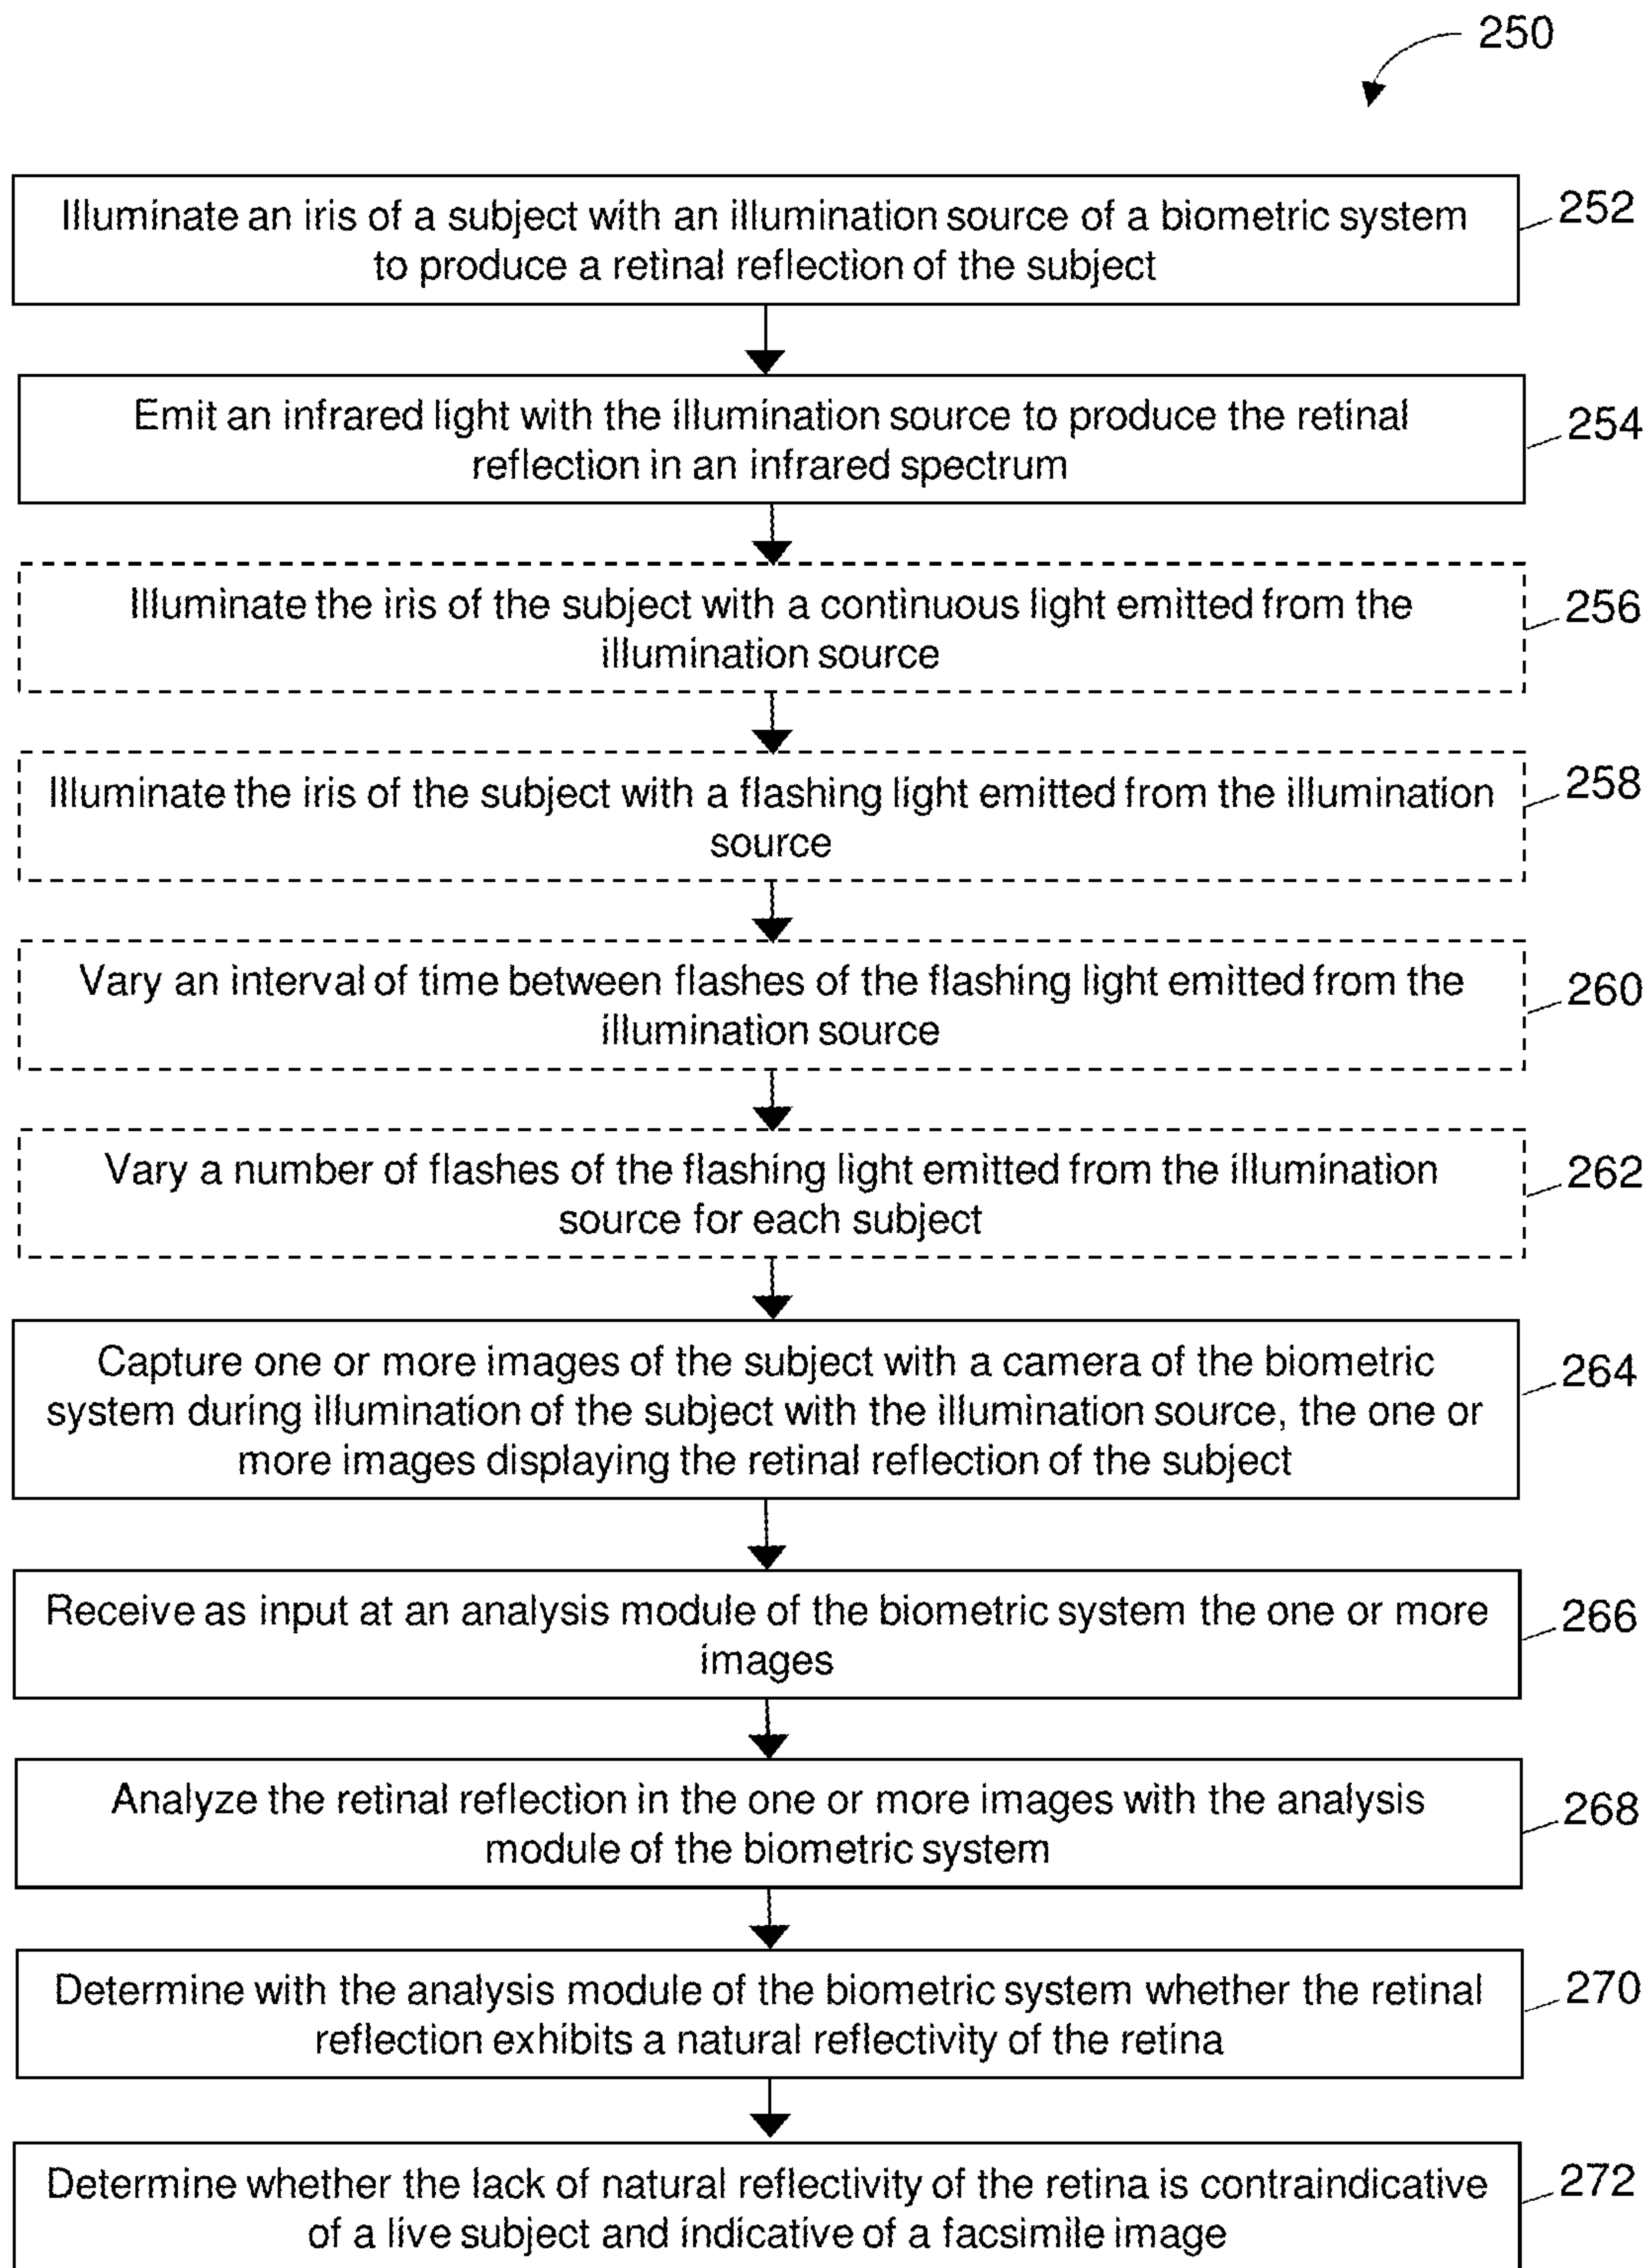 250
Illuminate an iris of a subject with an illumination source of a biometric system
to produce a retinal reflection of the subject
252
Emit an infrared light with the illumination source to produce the retinal
reflection in an infrared spectrum
254
Illuminate the iris of the subject with a continuous light emitted from the
illumination source
256
Illuminate the iris of the subject with a flashing light emitted from the illumination
source
258
Vary an interval of time between flashes of the flashing light emitted from the
illumination source
260
Vary a number of flashes of the flashing light emitted from the illumination
source for each subject
262
Capture one or more images of the subject with a camera of the biometric
system during illumination of the subject with the illumination source, the one or
more images displaying the retinal reflection of the subject
264
Receive as input at an analysis module of the biometric system the one or more
images
266
Analyze the retinal reflection in the one or more images with the analysis
module of the biometric system
268
Determine with the analysis module of the biometric system whether the retinal
reflection exhibits a natural reflectivity of the retina
270
Determine whether the lack of natural reflectivity of the retina is contraindicative
of a live subject and indicative of a facsimile image
272